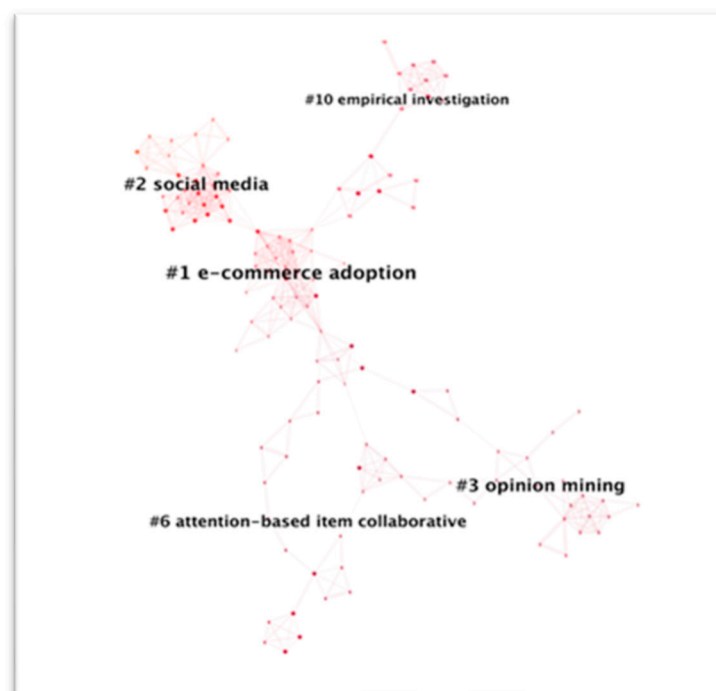 #10 empirical investigation
#2 social media
#1 e-commerce adoption
#3 opinion mining
#6 attention-based item collaborative